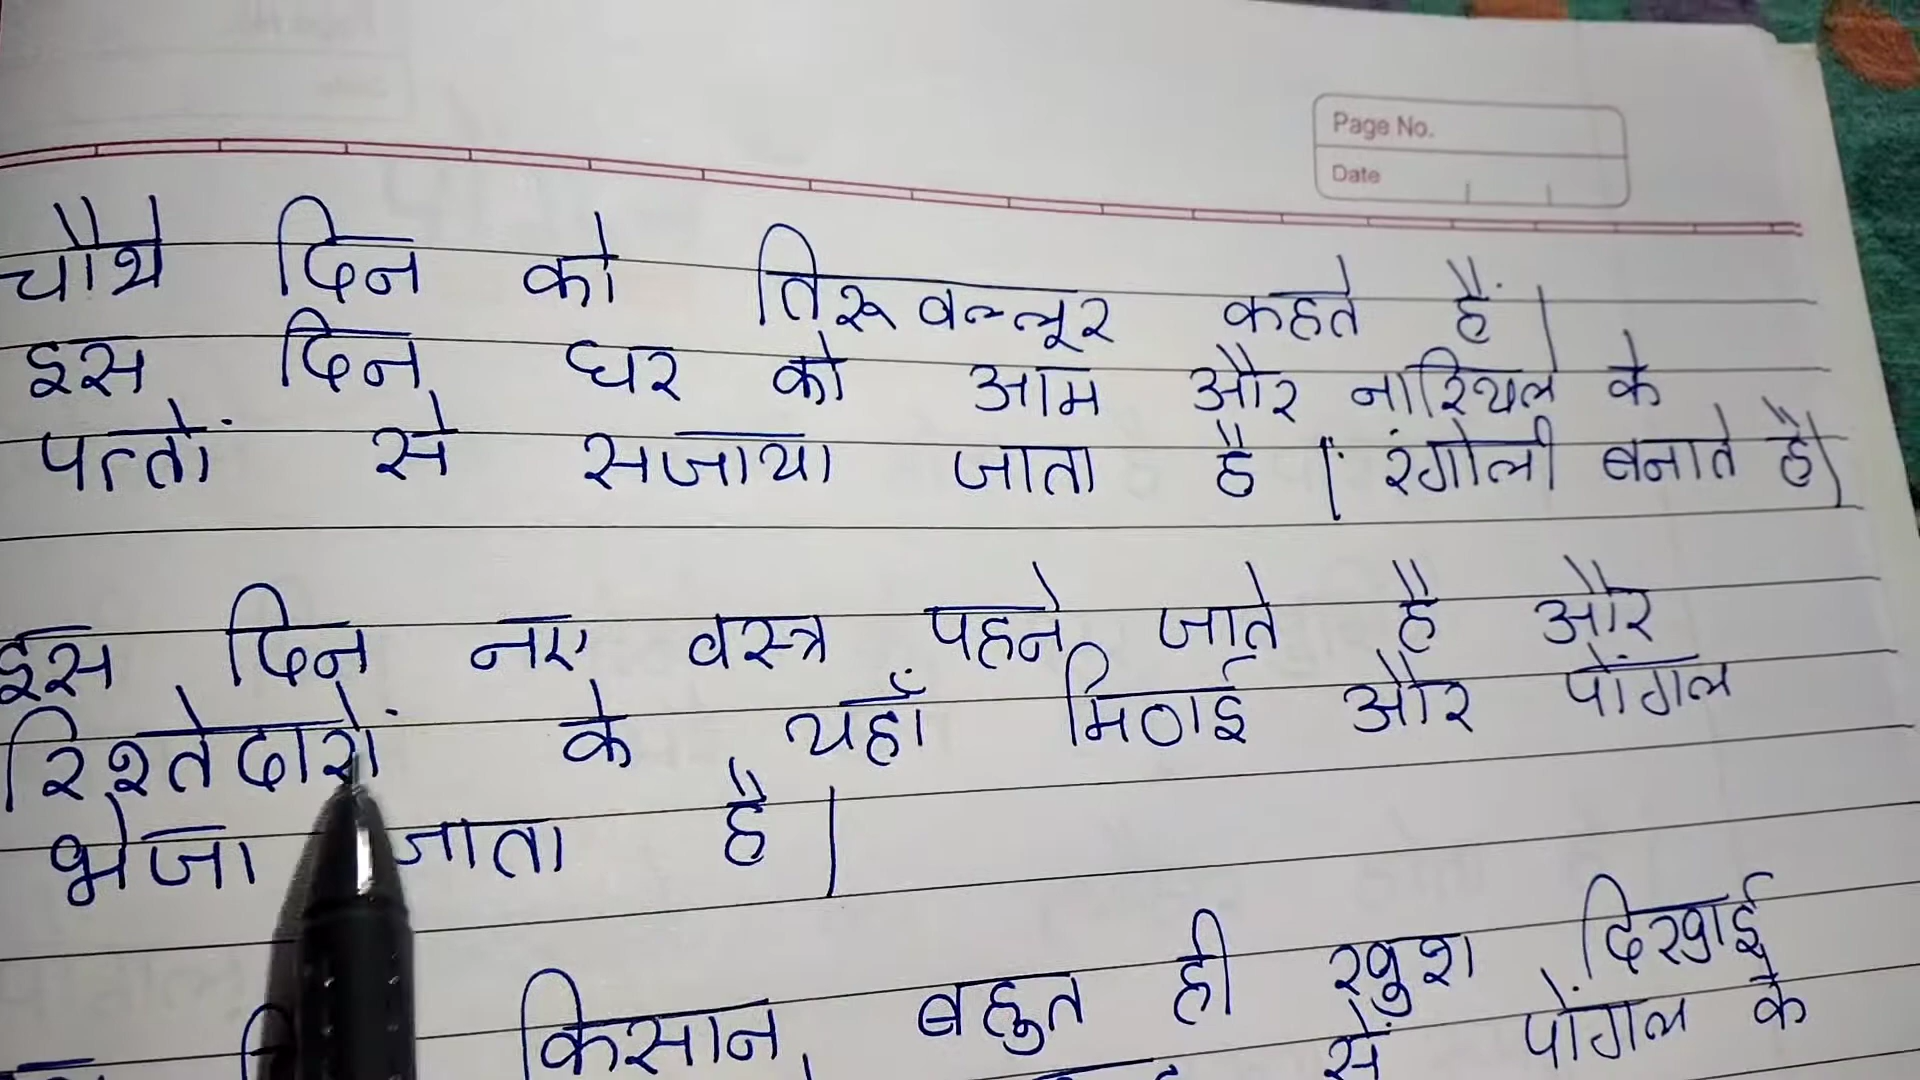 Page No.
Date
चौथे दिन को तिरूवल्लूर कहते हैं।
इस दिन घर को आम और नारियल के
पत्तों से सजाया जाता है। रंगोली बनाते है।
इस दिन नए वस्त्र पहने जाते है और
रिश्तेदारों के यहाँ मिठाई और पोंगल
भेजा जाता है।
किसान बहुत ही खुश दिखाई
से पोंगल के